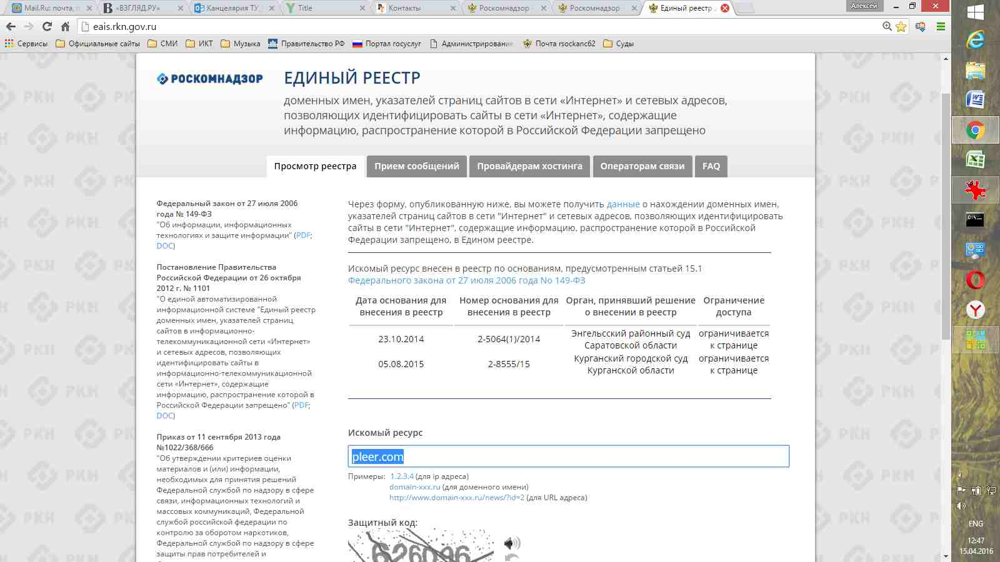 Mail.Ru: почта, п
«ВЗГЛЯД.РУ»
Канцелярия ТУ_
Title
Контакты
Роскомнадзор
Роскомнадзор
Единый реестр
Алексей
eais.rkn.gov.ru
Сервисы
Официальные сайты
СМИ
ИКТ
Музыка
Правительство РФ
Портал госуслуг
Администрирование
Почта rsockanc62
Суды
РОСКОМНАДЗОР
ЕДИНЫЙ РЕЕСТР
доменных имен, указателей страниц сайтов в сети «Интернет» и сетевых адресов,
позволяющих идентифицировать сайты в сети «Интернет», содержащие
информацию, распространение которой в Российской Федерации запрещено
Просмотр реестра
Прием сообщений
Провайдерам хостинга
Операторам связи
FAQ
Федеральный закон от 27 июля 2006
года № 149-ФЗ
"Об информации, информационных
технологиях и защите информации" (PDF;
DOC)
Постановление Правительства
Российской Федерации от 26 октября
2012 г. № 1101
"О единой автоматизированной
информационной системе "Единый реестр
доменных имен, указателей страниц
сайтов в информационно-
телекоммуникационной сети «Интернет»
и сетевых адресов, позволяющих
идентифицировать сайты в
информационно-телекоммуникационной
сети «Интернет», содержащие
информацию, распространение которой в
Российской Федерации запрещено" (PDF;
DOC)
Приказ от 11 сентября 2013 года
№1022/368/666
"Об утверждении критериев оценки
материалов и (или) информации,
необходимых для принятия решений
Федеральной службой по надзору в сфере
связи, информационных технологий и
массовых коммуникаций, Федеральной
службой российской федерации по
контролю за оборотом наркотиков,
Федеральной службой по надзору в сфере
защиты прав потребителей и
Через форму, опубликованную ниже, вы можете получить данные о нахождении доменных имен,
указателей страниц сайтов в сети "Интернет" и сетевых адресов, позволяющих идентифицировать
сайты в сети "Интернет", содержащие информацию, распространение которой в Российской
Федерации запрещено, в Едином реестре.
Искомый ресурс внесен в реестр по основаниям, предусмотренным статьей 15.1
Федерального закона от 27 июля 2006 года No 149-ФЗ
Дата основания для внесения в реестр
Номер основания для внесения в реестр
Орган, принявший решение о внесении в реестр
Ограничение доступа
23.10.2014
2-5064(1)/2014
Энгельсский районный суд Саратовской области
ограничивается к странице
05.08.2015
2-8555/15
Курганский городской суд Курганской области
ограничивается к странице
Искомый ресурс
pleer.com
Примеры: 1.2.3.4 (для ip адреса)
domain-xxx.ru (для доменного имени)
http://www.domain-xxx.ru/news/?id=2 (для URL адреса)
Защитный код:
626096
РКН
ENG
12:47
15.04.2016